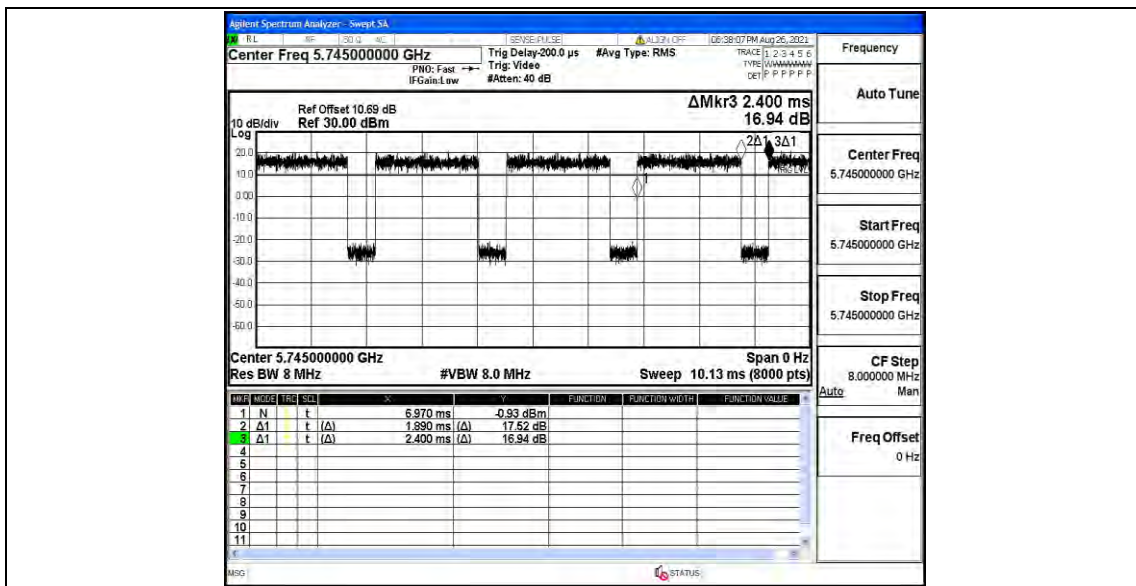 Agilent Spectrum Analyzer - Swept SA
RL RF 50 Ω AC SENSE:PULSE ALIGN OFF 06:38:07 PM Aug 26, 2021
Center Freq 5.745000000 GHz
Trig Delay-200.0 µs #Avg Type: RMS
TRACE 1 2 3 4 5 6
PNO: Fast
Trig: Video
TYPE
IFGain:Low
#Atten: 40 dB
DET P P P P P P
Frequency
Auto Tune
Center Freq
5.745000000 GHz
Start Freq
5.745000000 GHz
Stop Freq
5.745000000 GHz
CF Step
8.000000 MHz
Auto Man
Freq Offset
0 Hz
ΔMkr3 2.400 ms
16.94 dB
Ref Offset 10.69 dB
10 dB/div Ref 30.00 dBm
Log
20.0
10.0
0.00
-10.0
-20.0
-30.0
-40.0
-50.0
-60.0
2Δ1 3Δ1
TRIG LVL
1
Center 5.745000000 GHz Span 0 Hz
Res BW 8 MHz #VBW 8.0 MHz Sweep 10.13 ms (8000 pts)
MKR MODE TRC SCL X Y FUNCTION FUNCTION WIDTH FUNCTION VALUE
1 N t 6.970 ms -0.93 dBm
2 Δ1 t (Δ) 1.890 ms (Δ) 17.52 dB
3 Δ1 t (Δ) 2.400 ms (Δ) 16.94 dB
4
5
6
7
8
9
10
11
MSG STATUS